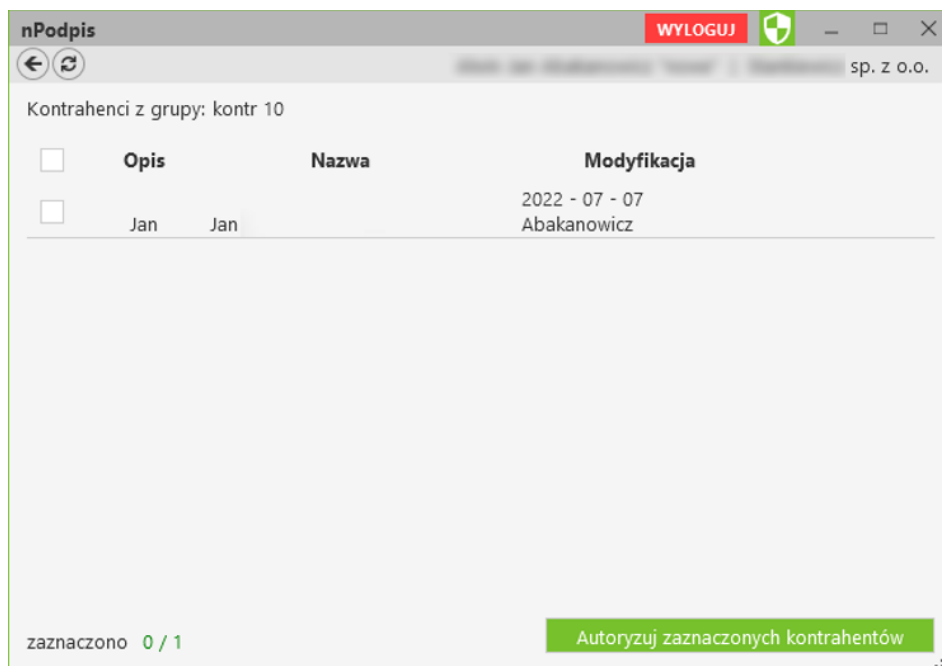 nPodpis WYLOGUJ
sp. z o.o.
Kontrahenci z grupy: kontr 10
Opis Nazwa Modyfikacja
2022 - 07 - 07
Jan Jan Abakanowicz
zaznaczono 0 / 1 Autoryzuj zaznaczonych kontrahentów